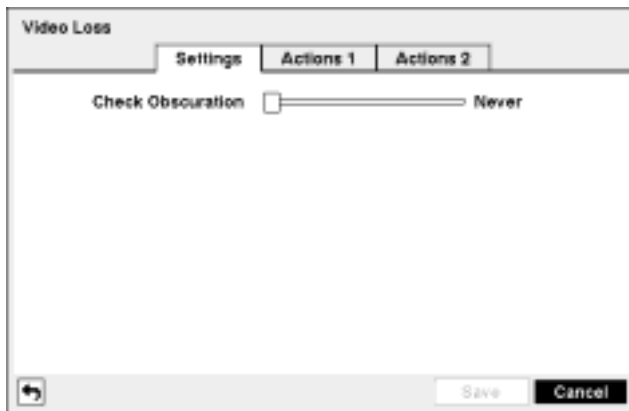 Video Loss
Settings Actions 1 Actions 2
Check Obscuration Never
Save Cancel